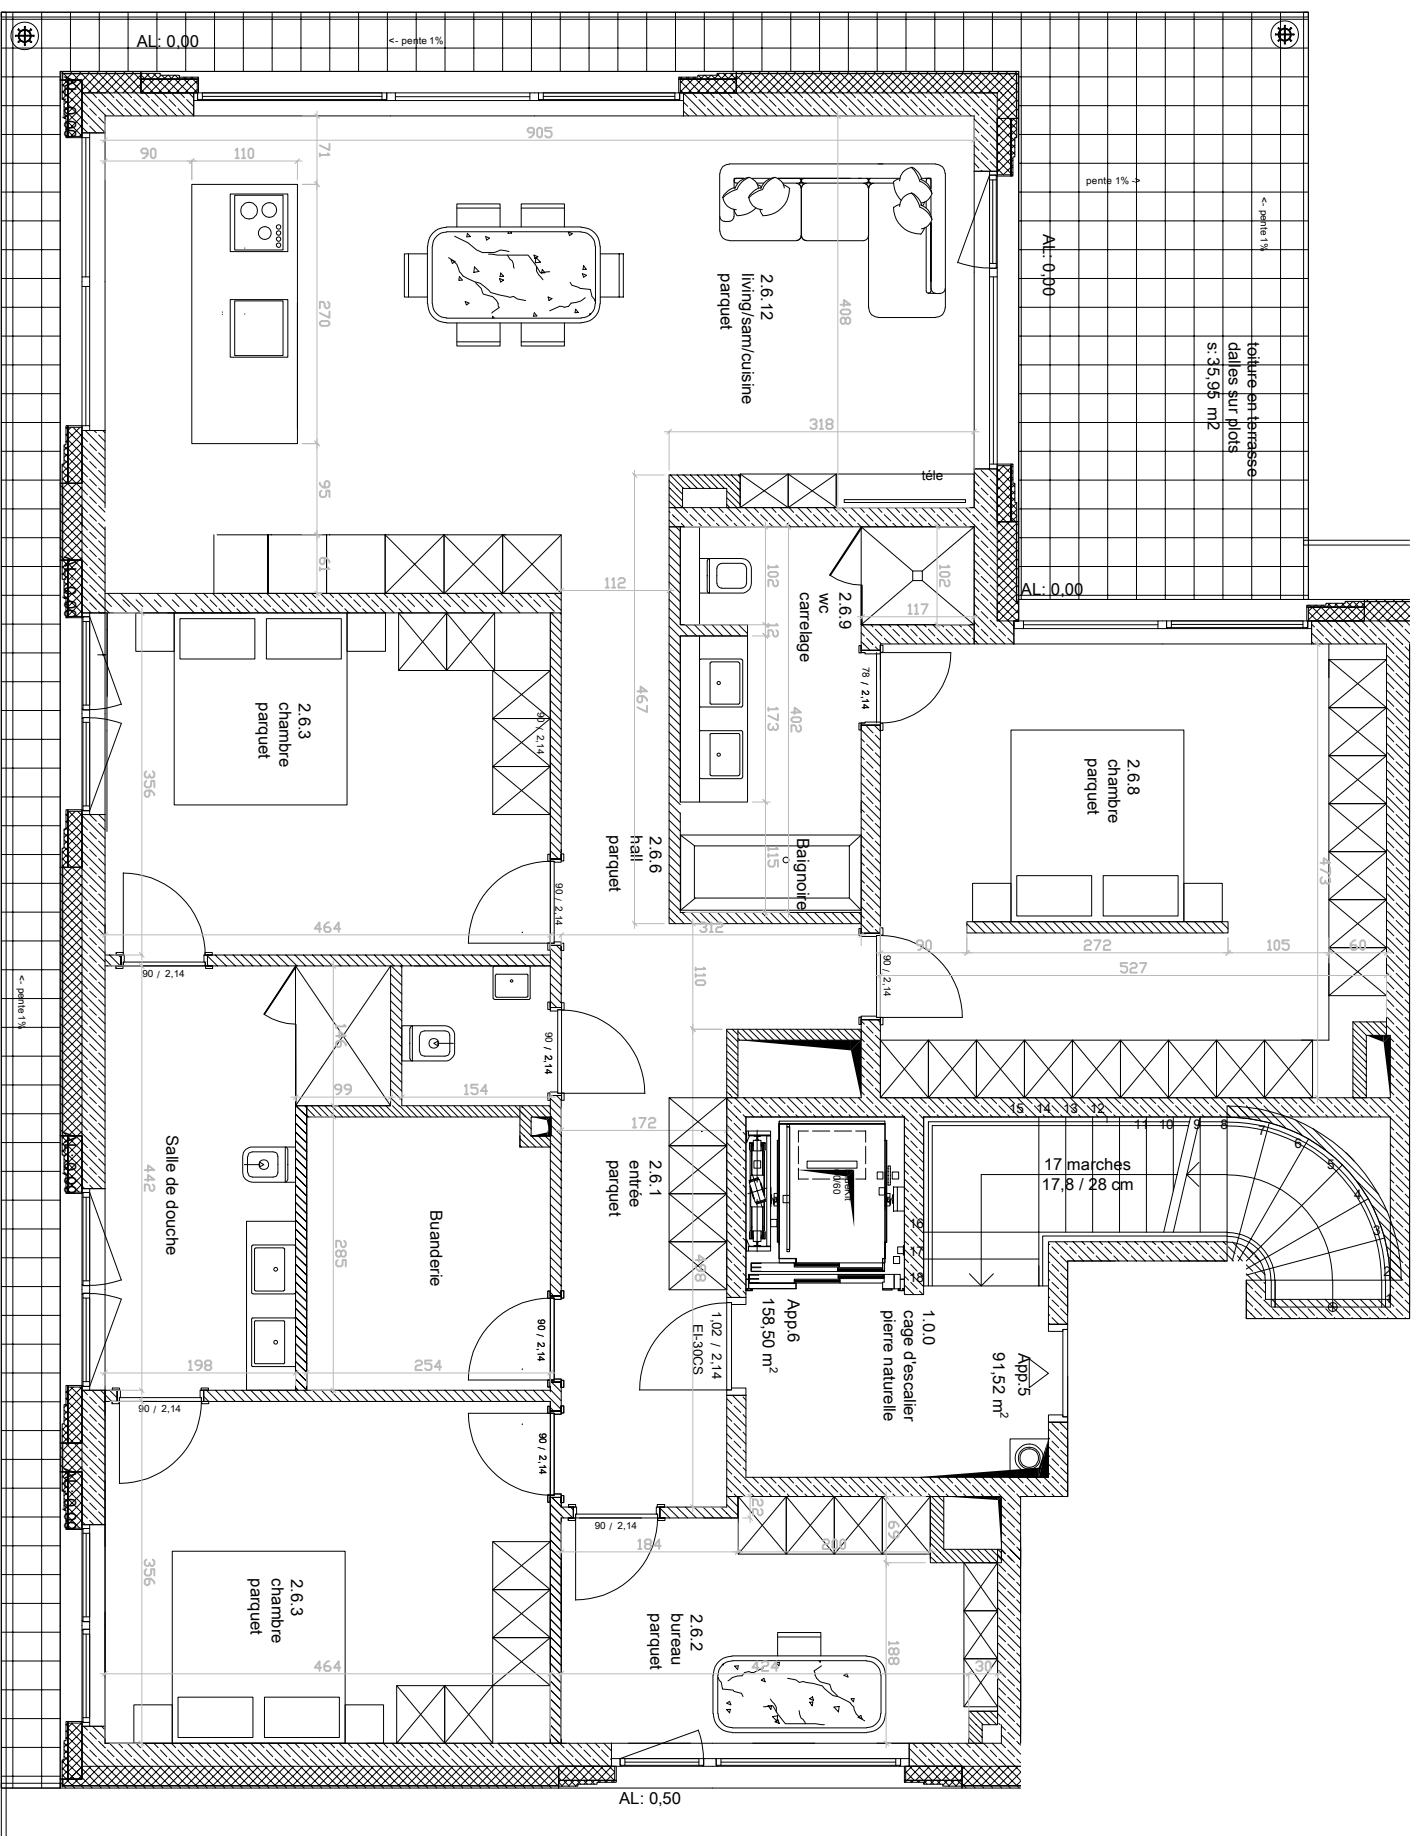 AL: 0,00
<- pente 1%
905
90
110
71
pente 1% ->
<- pente 1%
AL: 0,00
toiture en terrasse
dalles sur plots
s: 35,95 m2
2.6.12
living/sam/cuisine
parquet
270
408
318
télé
95
61
112
102
102
117
12
AL: 0,00
2.6.9
wc
carrelage
78 / 2,14
467
173
402
2.6.3
chambre
parquet
90 / 2,14
356
2.6.8
chambre
parquet
473
Baignoire
115
2.6.6
hall
parquet
90 / 2,14
464
312
110
90
272
105
60
527
90 / 2,14
90 / 2,14
<- pente 1%
90 / 2,14
99
154
172
15 14 13 12
11 10 9 8
7
6
5
4
3
2
1
17 marches
17,8 / 28 cm
16
17
18
2.6.1
entrée
parquet
Salle de douche
442
Buanderie
285
90 / 2,14
198
254
1,02 / 2,14
EI-30CS
App.6
158,50 m²
1.0.0
cage d'escalier
pierre naturelle
App.5
91,52 m²
90 / 2,14
90 / 2,14
90 / 2,14
22
184
200
69
356
2.6.3
chambre
parquet
2.6.2
bureau
parquet
188
464
424
30
AL: 0,50